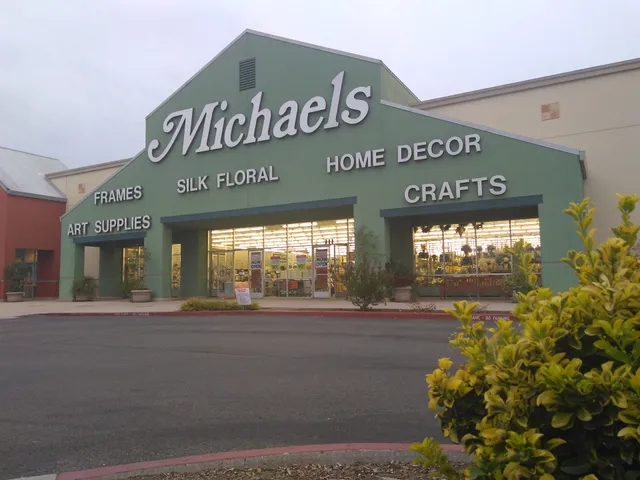 Michaels
FRAMES
SILK FLORAL
HOME DECOR
ART SUPPLIES
CRAFTS